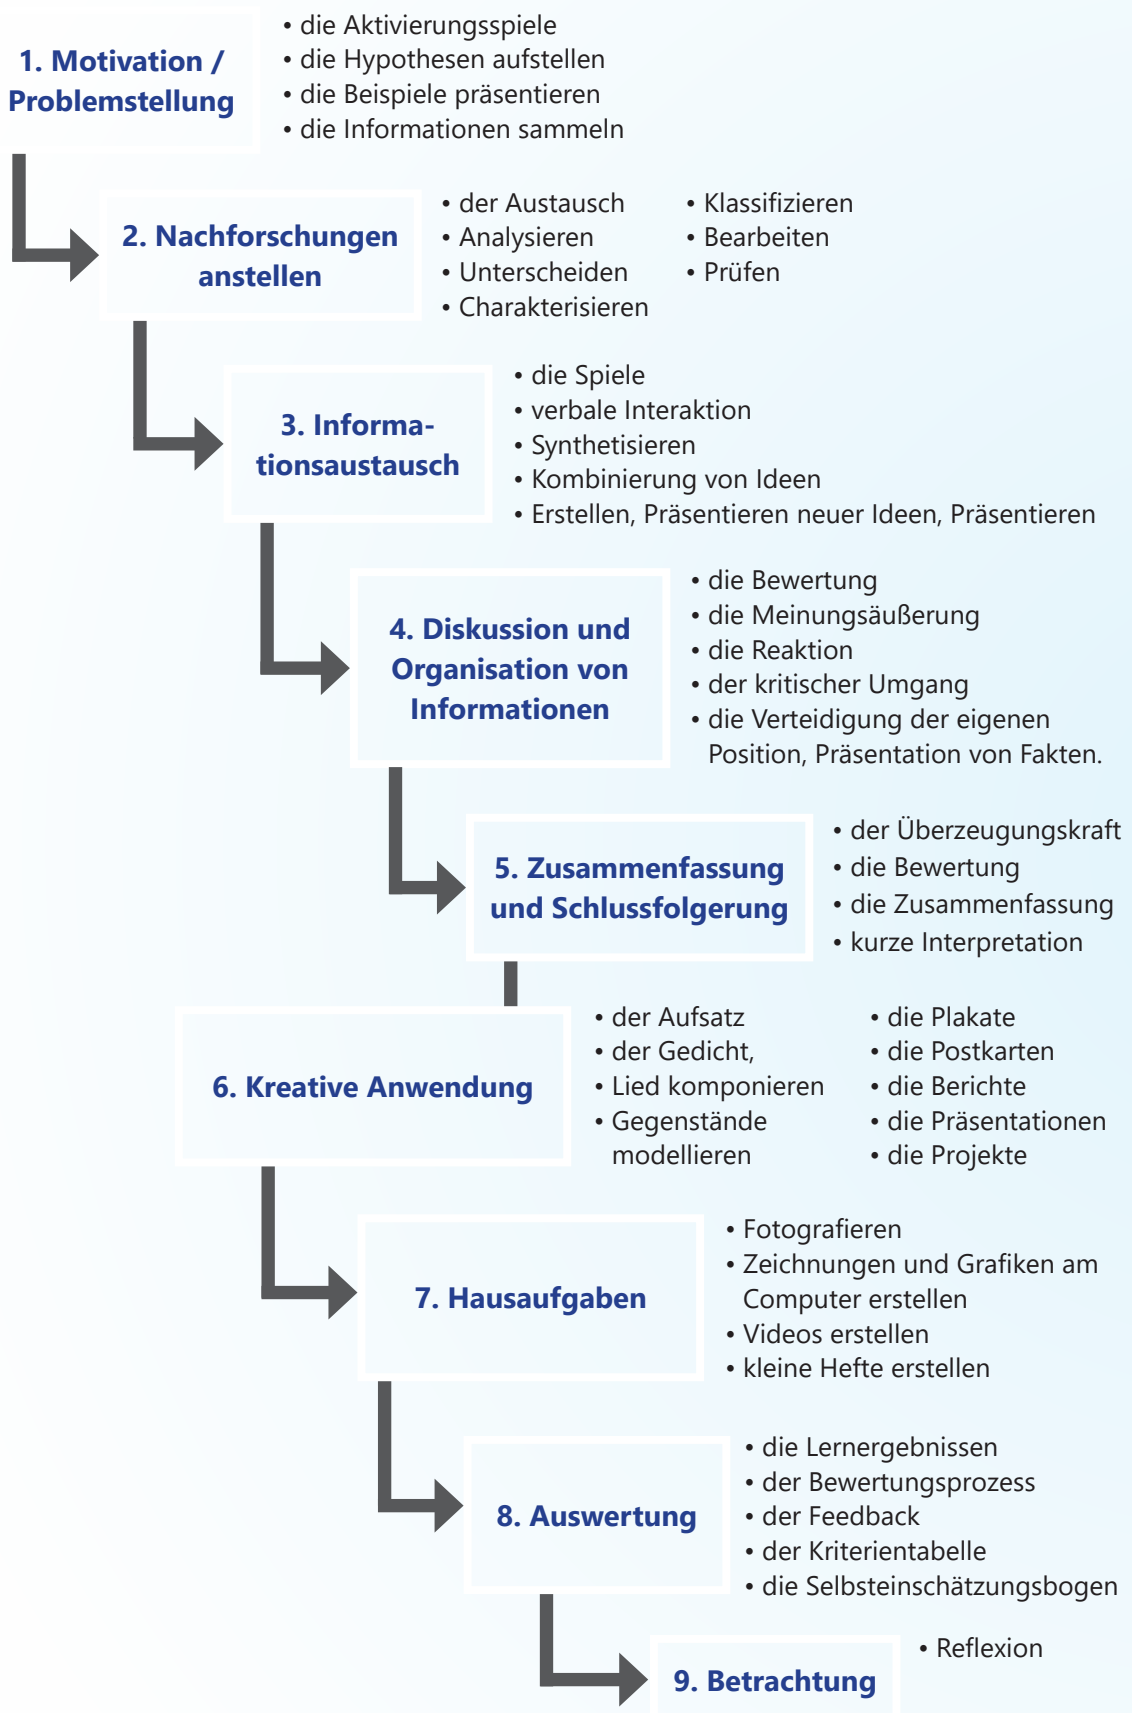 1. Motivation /
Problemstellung
• die Aktivierungsspiele
• die Hypothesen aufstellen
• die Beispiele präsentieren
• die Informationen sammeln
2. Nachforschungen
anstellen
• der Austausch
• Analysieren
• Unterscheiden
• Charakterisieren
• Klassifizieren
• Bearbeiten
• Prüfen
3. Informa-
tionsaustausch
• die Spiele
• verbale Interaktion
• Synthetisieren
• Kombinierung von Ideen
• Erstellen, Präsentieren neuer Ideen, Präsentieren
4. Diskussion und
Organisation von
Informationen
• die Bewertung
• die Meinungsäußerung
• die Reaktion
• der kritischer Umgang
• die Verteidigung der eigenen
Position, Präsentation von Fakten.
5. Zusammenfassung
und Schlussfolgerung
• der Überzeugungskraft
• die Bewertung
• die Zusammenfassung
• kurze Interpretation
6. Kreative Anwendung
• der Aufsatz
• der Gedicht,
• Lied komponieren
• Gegenstände
modellieren
• die Plakate
• die Postkarten
• die Berichte
• die Präsentationen
• die Projekte
7. Hausaufgaben
• Fotografieren
• Zeichnungen und Grafiken am
Computer erstellen
• Videos erstellen
• kleine Hefte erstellen
8. Auswertung
• die Lernergebnissen
• der Bewertungsprozess
• der Feedback
• der Kriterientabelle
• die Selbsteinschätzungsbogen
9. Betrachtung
• Reflexion